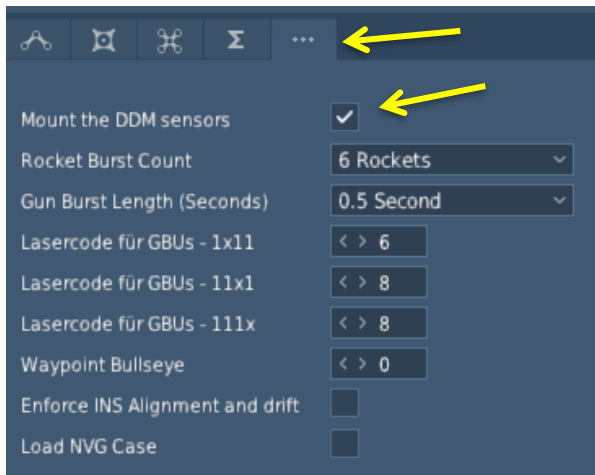 Σ
Mount the DDM sensors
Rocket Burst Count 6 Rockets
Gun Burst Length (Seconds) 0.5 Second
Lasercode für GBUs - 1x11 < > 6
Lasercode für GBUs - 11x1 < > 8
Lasercode für GBUs - 111x < > 8
Waypoint Bullseye < > 0
Enforce INS Alignment and drift
Load NVG Case